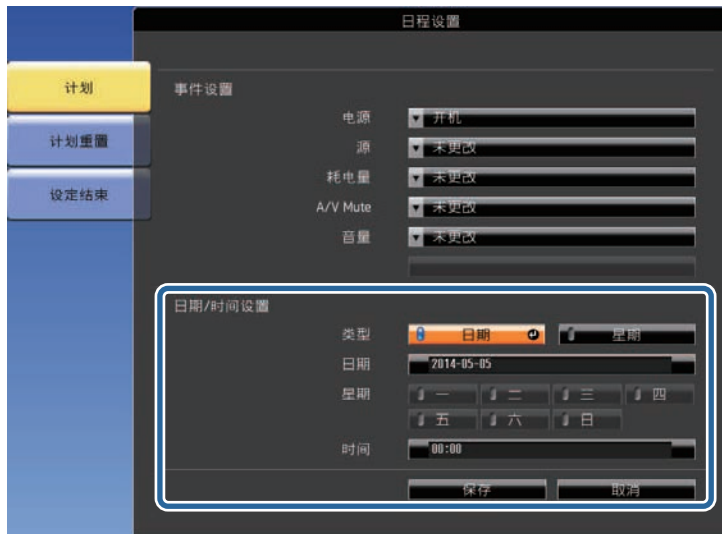 日程设置
计划
计划重置
设定结束
事件设置
电源 开机
源 未更改
耗电量 未更改
A/V Mute 未更改
音量 未更改
日期/时间设置
类型 日期 星期
日期 2014-05-05
星期 一 二 三 四
五 六 日
时间 00:00
保存 取消